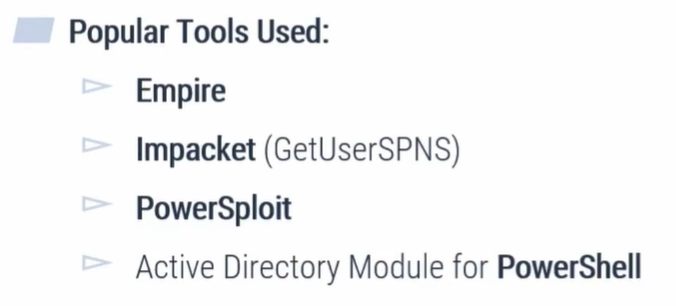 Popular Tools Used:
Empire
Impacket (GetUserSPNS)
PowerSploit
Active Directory Module for PowerShell